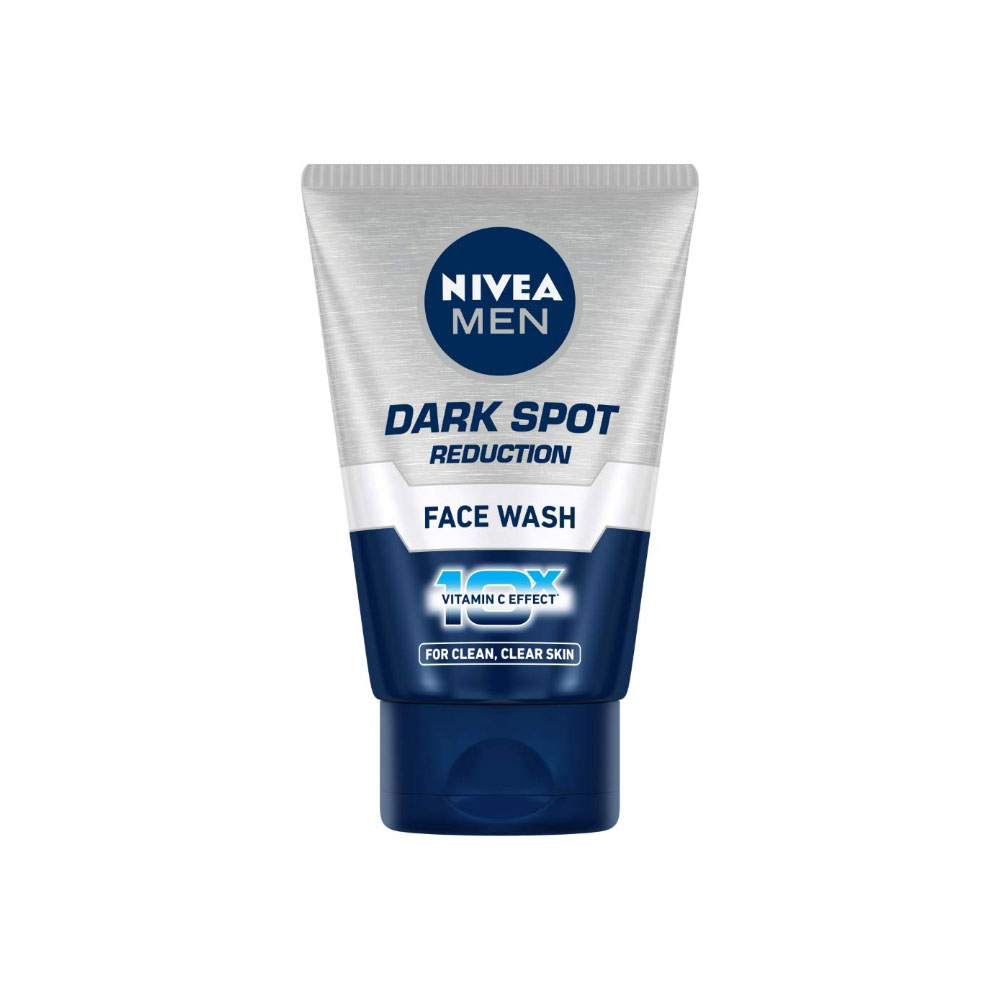 NIVEA
MEN
DARK SPOT
REDUCTION
FACE WASH
10X
VITAMIN C EFFECT*
FOR CLEAN, CLEAR SKIN